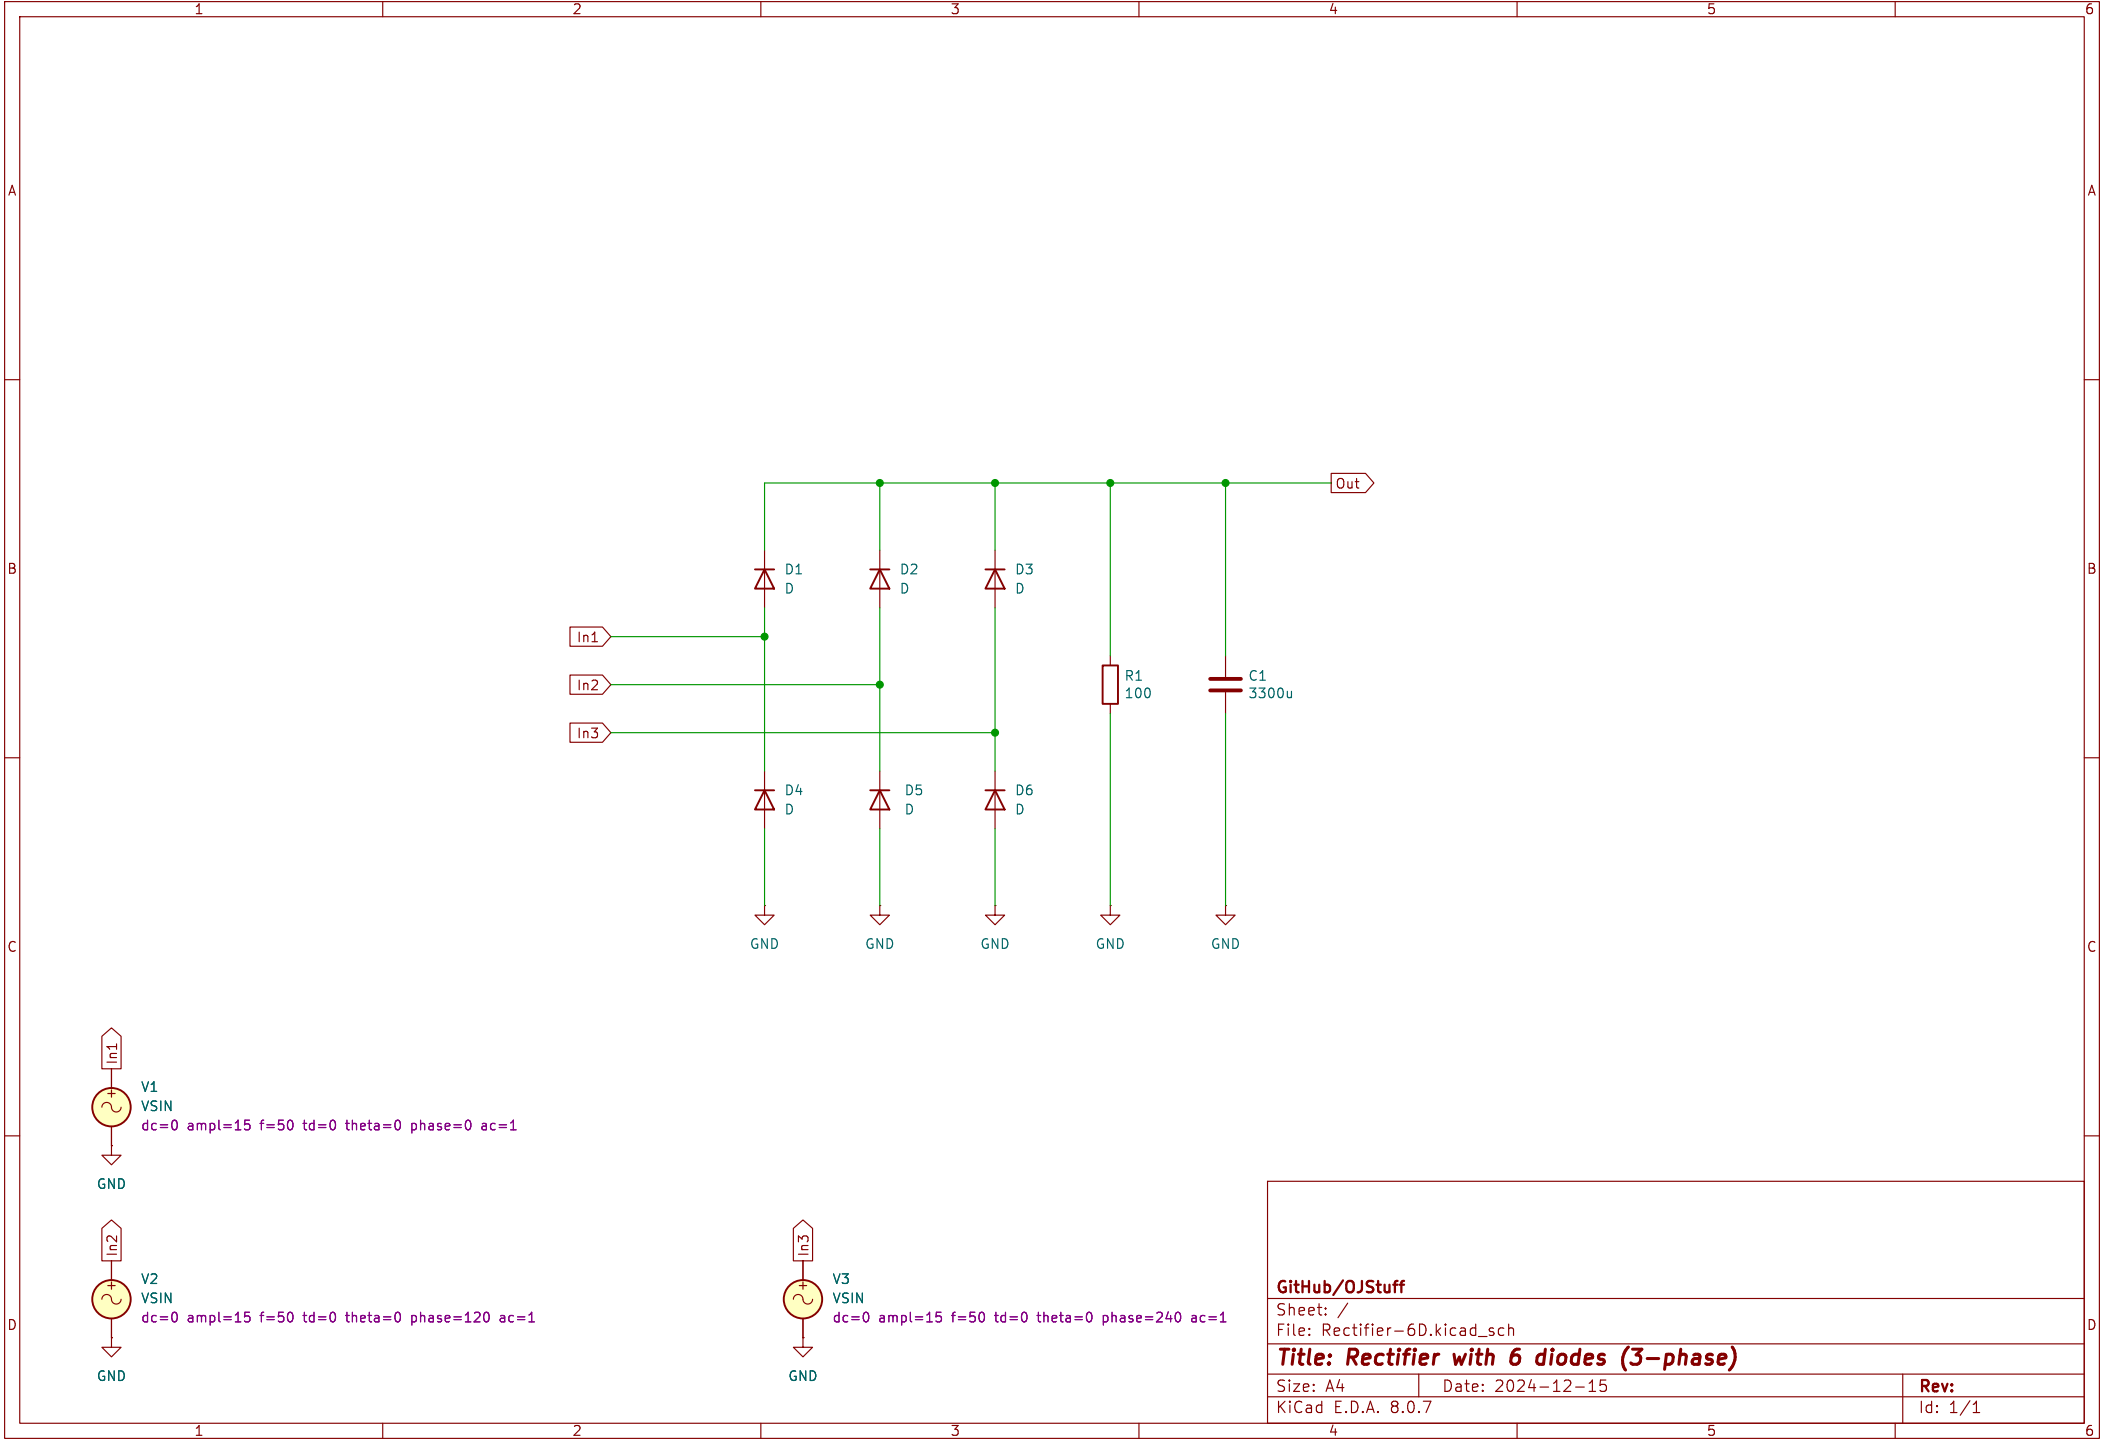 1 2 3 4 5 6
A A
Out
B B
D1 D2 D3
D D D
In1
In2
R1 C1
100 3300u
In3
D4 D5 D6
D D D
GND GND GND GND GND
C C
In1
V1
VSIN
dc=0 ampl=15 f=50 td=0 theta=0 phase=0 ac=1
GND
In2
V2
VSIN
dc=0 ampl=15 f=50 td=0 theta=0 phase=120 ac=1
GND
In3
V3
VSIN
dc=0 ampl=15 f=50 td=0 theta=0 phase=240 ac=1
GND
D D
GitHub/OJStuff
Sheet: /
File: Rectifier-6D.kicad_sch
Title: Rectifier with 6 diodes (3-phase)
Size: A4 Date: 2024-12-15 Rev:
KiCad E.D.A. 8.0.7 Id: 1/1
1 2 3 4 5 6